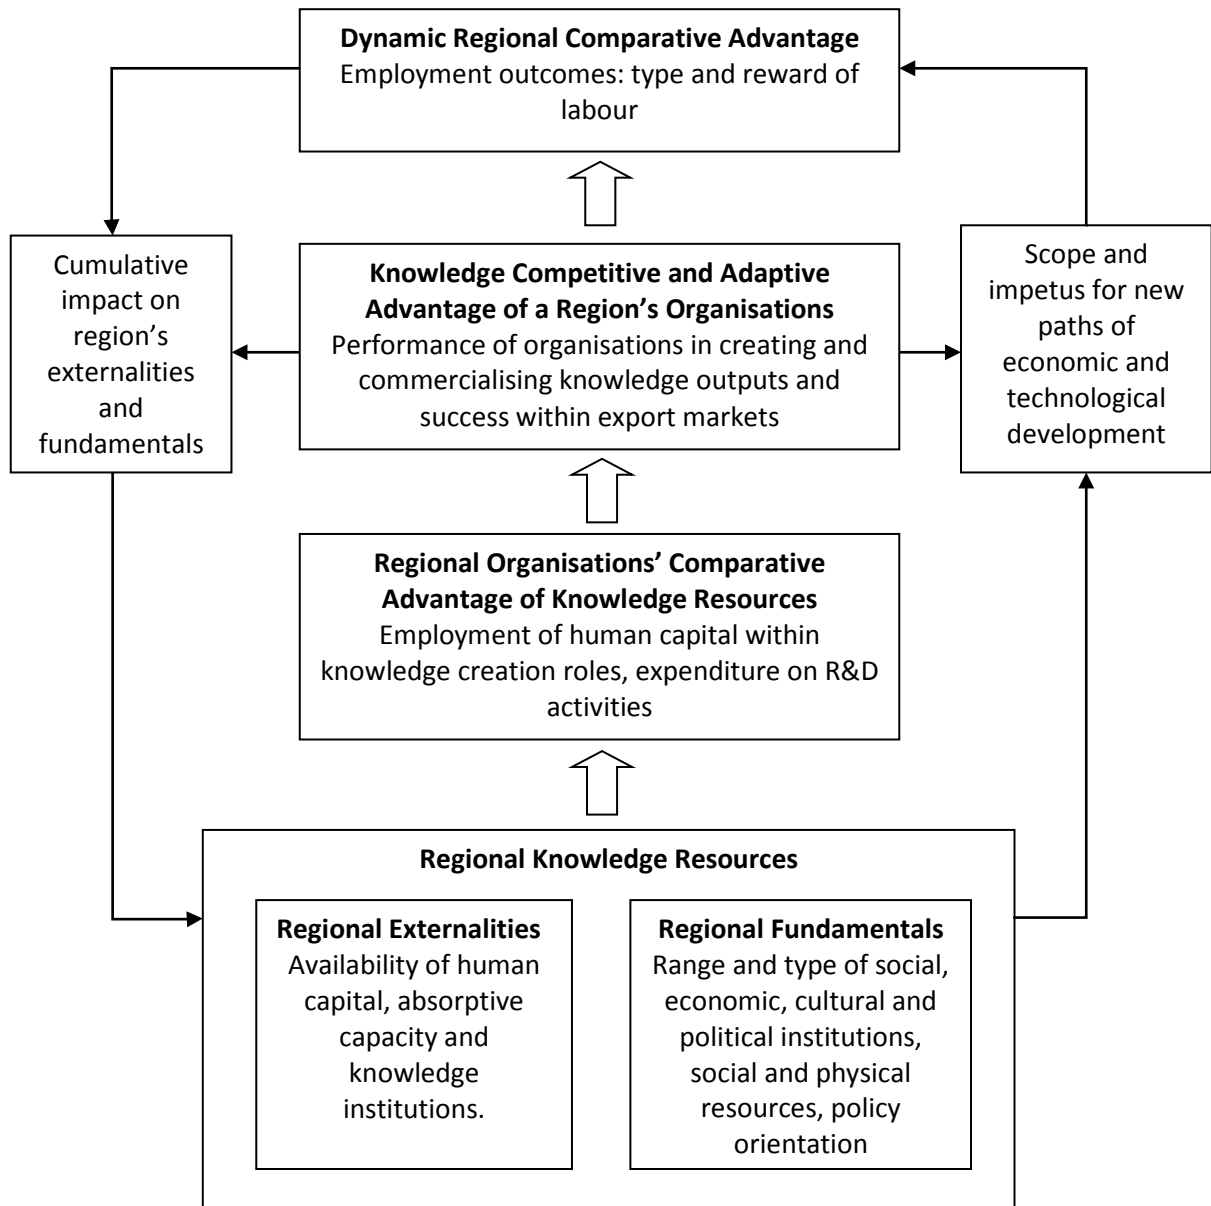 Dynamic Regional Comparative Advantage
Employment outcomes: type and reward of
labour
Cumulative
impact on
region’s
externalities
and
fundamentals
Knowledge Competitive and Adaptive
Advantage of a Region’s Organisations
Performance of organisations in creating and
commercialising knowledge outputs and
success within export markets
Scope and
impetus for new
paths of
economic and
technological
development
Regional Organisations’ Comparative
Advantage of Knowledge Resources
Employment of human capital within
knowledge creation roles, expenditure on R&D
activities
Regional Knowledge Resources
Regional Externalities
Availability of human
capital, absorptive
capacity and
knowledge
institutions.
Regional Fundamentals
Range and type of social,
economic, cultural and
political institutions,
social and physical
resources, policy
orientation